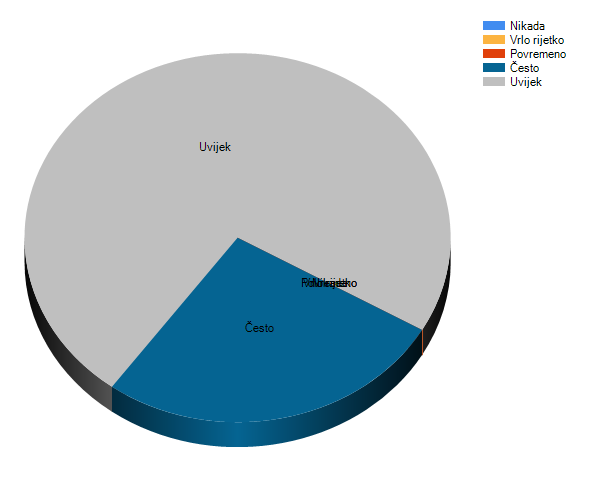 Nikada
Vrlo rijetko
Povremeno
Često
Uvijek
Uvijek
Često